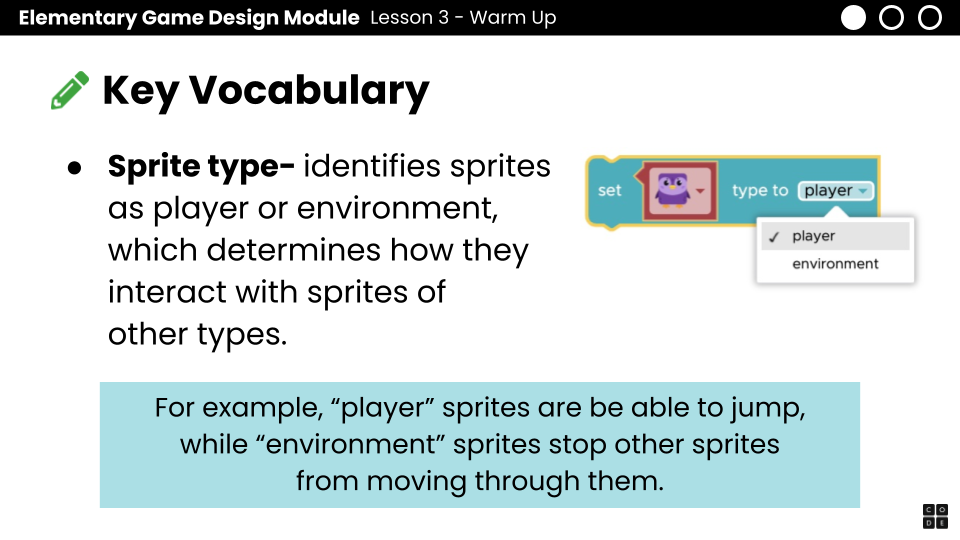 Elementary Game Design Module Lesson 3 - Warm Up
Key Vocabulary
● Sprite type- identifies sprites
as player or environment,
which determines how they
interact with sprites of
other types.
set type to player
✓ player
environment
For example, “player” sprites are be able to jump,
while “environment” sprites stop other sprites
from moving through them.
C O
D E